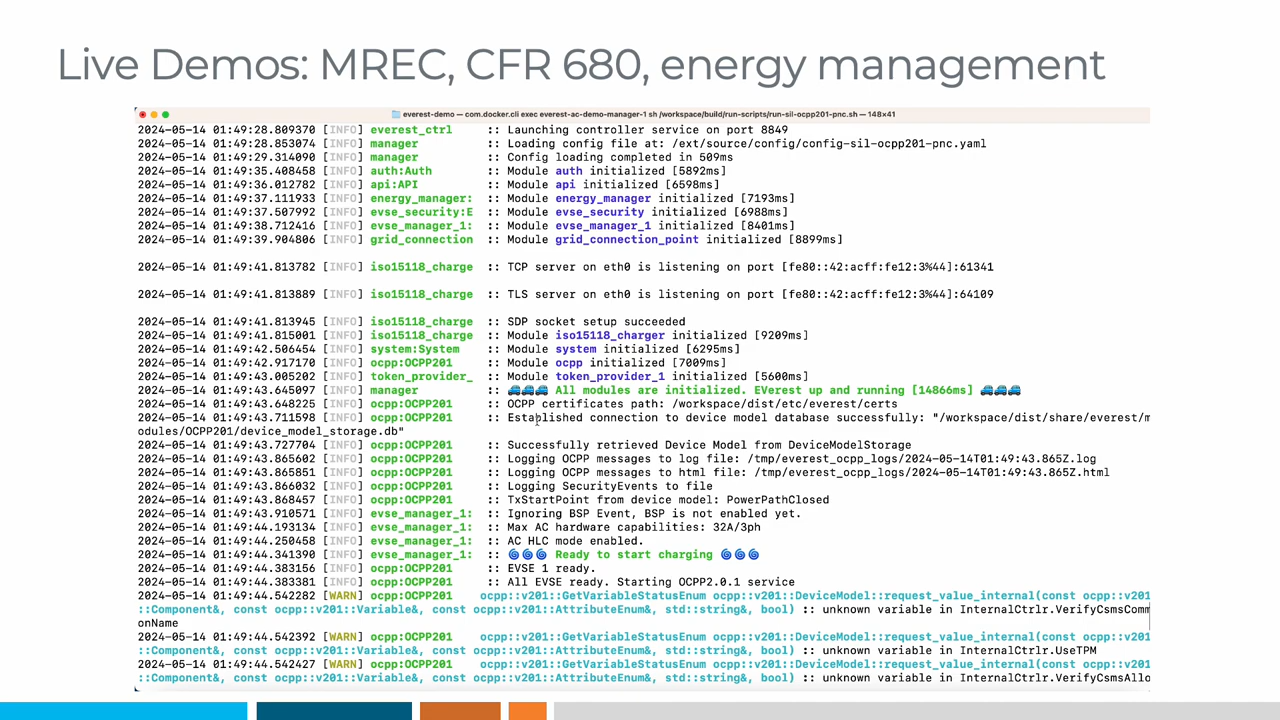 Live Demos: MREC, CFR 680, energy management
everest-demo — com.docker.cli exec everest-ac-demo-manager-1 sh /workspace/build/run-scripts/run-sil-ocpp201-pnc.sh — 148×41
2024-05-14 01:49:28.809370 [INFO] everest_ctrl :: Launching controller service on port 8849
2024-05-14 01:49:28.853074 [INFO] manager :: Loading config file at: /ext/source/config/config-sil-ocpp201-pnc.yaml
2024-05-14 01:49:29.314090 [INFO] manager :: Config loading completed in 509ms
2024-05-14 01:49:35.408458 [INFO] auth:Auth :: Module auth initialized [5892ms]
2024-05-14 01:49:36.012782 [INFO] api:API :: Module api initialized [6598ms]
2024-05-14 01:49:37.111933 [INFO] energy_manager: :: Module energy_manager initialized [7193ms]
2024-05-14 01:49:37.507992 [INFO] evse_security:E :: Module evse_security initialized [6988ms]
2024-05-14 01:49:38.712416 [INFO] evse_manager_1: :: Module evse_manager_1 initialized [8401ms]
2024-05-14 01:49:39.904806 [INFO] grid_connection :: Module grid_connection_point initialized [8899ms]
2024-05-14 01:49:41.813782 [INFO] iso15118_charge :: TCP server on eth0 is listening on port [fe80::42:acff:fe12:3%44]:61341
2024-05-14 01:49:41.813889 [INFO] iso15118_charge :: TLS server on eth0 is listening on port [fe80::42:acff:fe12:3%44]:64109
2024-05-14 01:49:41.813945 [INFO] iso15118_charge :: SDP socket setup succeeded
2024-05-14 01:49:41.815001 [INFO] iso15118_charge :: Module iso15118_charger initialized [9209ms]
2024-05-14 01:49:42.506454 [INFO] system:System :: Module system initialized [6295ms]
2024-05-14 01:49:42.917170 [INFO] ocpp:OCPP201 :: Module ocpp initialized [7009ms]
2024-05-14 01:49:43.005202 [INFO] token_provider_ :: Module token_provider_1 initialized [5600ms]
2024-05-14 01:49:43.645097 [INFO] manager :: 🚙🚙🚙 All modules are initialized. EVerest up and running [14866ms] 🚙🚙🚙
2024-05-14 01:49:43.648225 [INFO] ocpp:OCPP201 :: OCPP certificates path: /workspace/dist/etc/everest/certs
2024-05-14 01:49:43.711598 [INFO] ocpp:OCPP201 :: Established connection to device model database successfully: "/workspace/dist/share/everest/m
odules/OCPP201/device_model_storage.db"
2024-05-14 01:49:43.727704 [INFO] ocpp:OCPP201 :: Successfully retrieved Device Model from DeviceModelStorage
2024-05-14 01:49:43.865602 [INFO] ocpp:OCPP201 :: Logging OCPP messages to log file: /tmp/everest_ocpp_logs/2024-05-14T01:49:43.865Z.log
2024-05-14 01:49:43.865851 [INFO] ocpp:OCPP201 :: Logging OCPP messages to html file: /tmp/everest_ocpp_logs/2024-05-14T01:49:43.865Z.html
2024-05-14 01:49:43.866032 [INFO] ocpp:OCPP201 :: Logging SecurityEvents to file
2024-05-14 01:49:43.868457 [INFO] ocpp:OCPP201 :: TxStartPoint from device model: PowerPathClosed
2024-05-14 01:49:43.910571 [INFO] evse_manager_1: :: Ignoring BSP Event, BSP is not enabled yet.
2024-05-14 01:49:44.193134 [INFO] evse_manager_1: :: Max AC hardware capabilities: 32A/3ph
2024-05-14 01:49:44.250458 [INFO] evse_manager_1: :: AC HLC mode enabled.
2024-05-14 01:49:44.341390 [INFO] evse_manager_1: :: 🌀🌀🌀 Ready to start charging 🌀🌀🌀
2024-05-14 01:49:44.383156 [INFO] ocpp:OCPP201 :: EVSE 1 ready.
2024-05-14 01:49:44.383381 [INFO] ocpp:OCPP201 :: All EVSE ready. Starting OCPP2.0.1 service
2024-05-14 01:49:44.542282 [WARN] ocpp:OCPP201 ocpp::v201::GetVariableStatusEnum ocpp::v201::DeviceModel::request_value_internal(const ocpp::v201
::Component&, const ocpp::v201::Variable&, const ocpp::v201::AttributeEnum&, std::string&, bool) :: unknown variable in InternalCtrlr.VerifyCsmsComm
onName
2024-05-14 01:49:44.542392 [WARN] ocpp:OCPP201 ocpp::v201::GetVariableStatusEnum ocpp::v201::DeviceModel::request_value_internal(const ocpp::v201
::Component&, const ocpp::v201::Variable&, const ocpp::v201::AttributeEnum&, std::string&, bool) :: unknown variable in InternalCtrlr.UseTPM
2024-05-14 01:49:44.542427 [WARN] ocpp:OCPP201 ocpp::v201::GetVariableStatusEnum ocpp::v201::DeviceModel::request_value_internal(const ocpp::v201
::Component&, const ocpp::v201::Variable&, const ocpp::v201::AttributeEnum&, std::string&, bool) :: unknown variable in InternalCtrlr.VerifyCsmsAllo